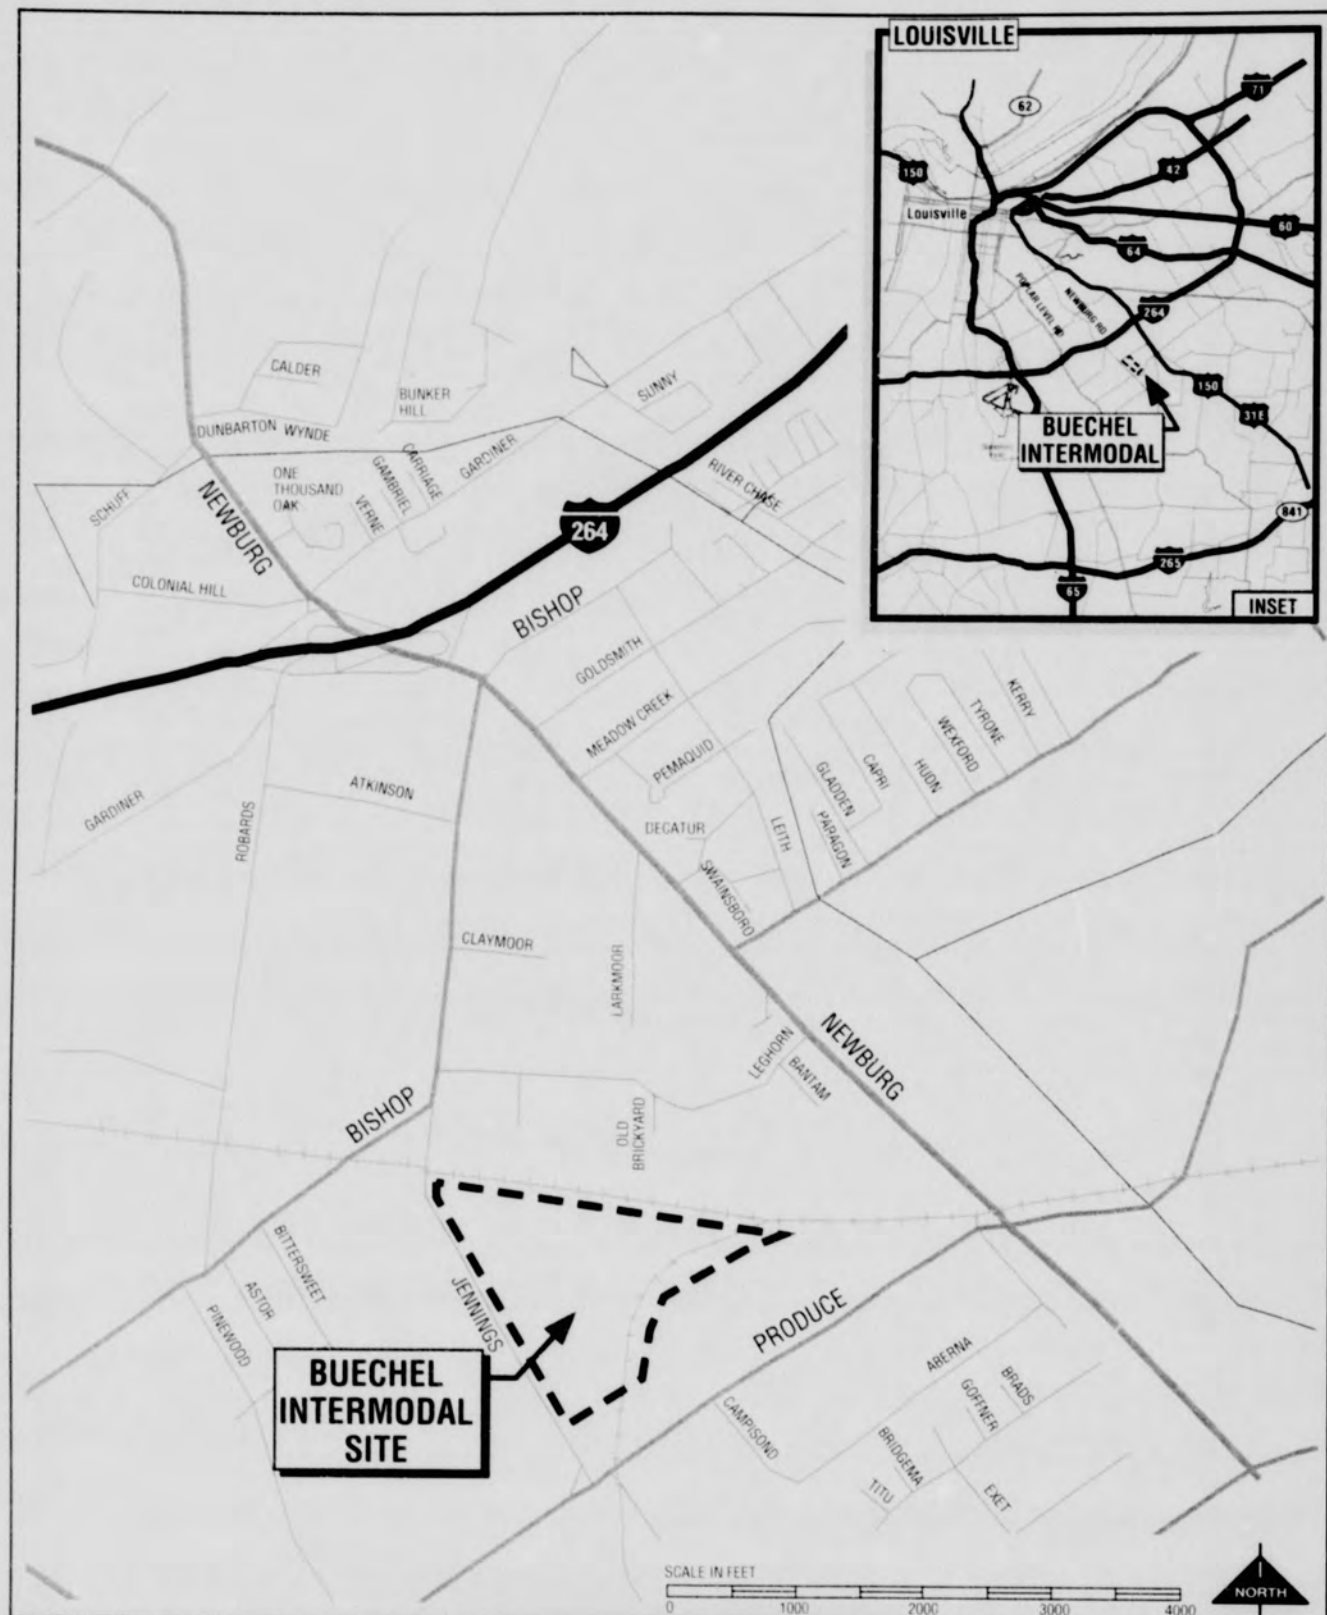 LOUISVILLE
71
62
42
150
Louisville
60
64
POPLAR LEVEL RD
NEWBURG RD
264
150
31E
BUECHEL
INTERMODAL
841
265
65
INSET
CALDER
BUNKER
HILL
SUNNY
DUNBARTON WYNDE
GARDINER
CARRIAGE
GAMBRIEL
VERNE
ONE
THOUSAND
OAK
SCHUFF
NEWBURG
RIVER CHASE
264
COLONIAL HILL
BISHOP
GOLDSMITH
MEADOW CREEK
PEMAQUID
KERRY
TYRONE
WEXFORD
HUDN
CAPRI
GLADDEN
PARAGON
ATKINSON
GARDINER
ROBARDS
DECATUR
LEITH
SWAINSBORO
CLAYMOOR
LARKMOOR
NEWBURG
LEGHORN
BANTAM
BISHOP
OLD
BRICKYARD
BITTERSWEET
ASTOR
PINEWOOD
JENNINGS
PRODUCE
BUECHEL
INTERMODAL
SITE
ABERNA
BRADS
GOFFNER
CAMPISOND
BRIDGEMA
TITU
EXET
SCALE IN FEET
0 1000 2000 3000 4000
NORTH